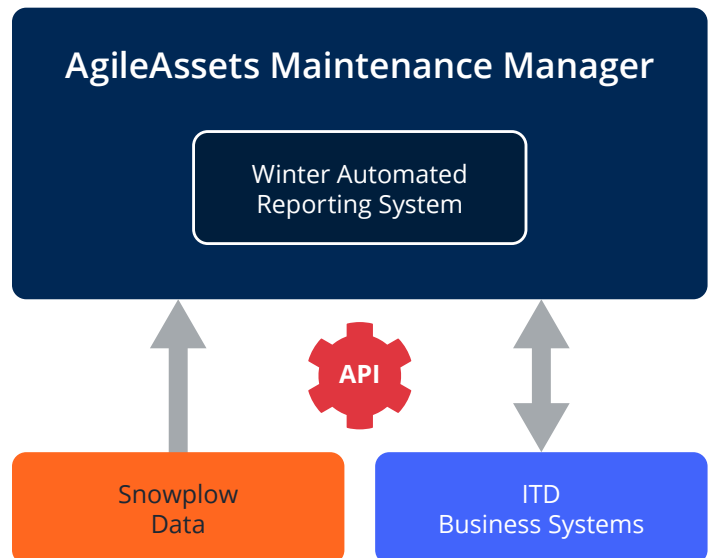 AgileAssets Maintenance Manager
Winter Automated
Reporting System
API
Snowplow
Data
ITD
Business Systems